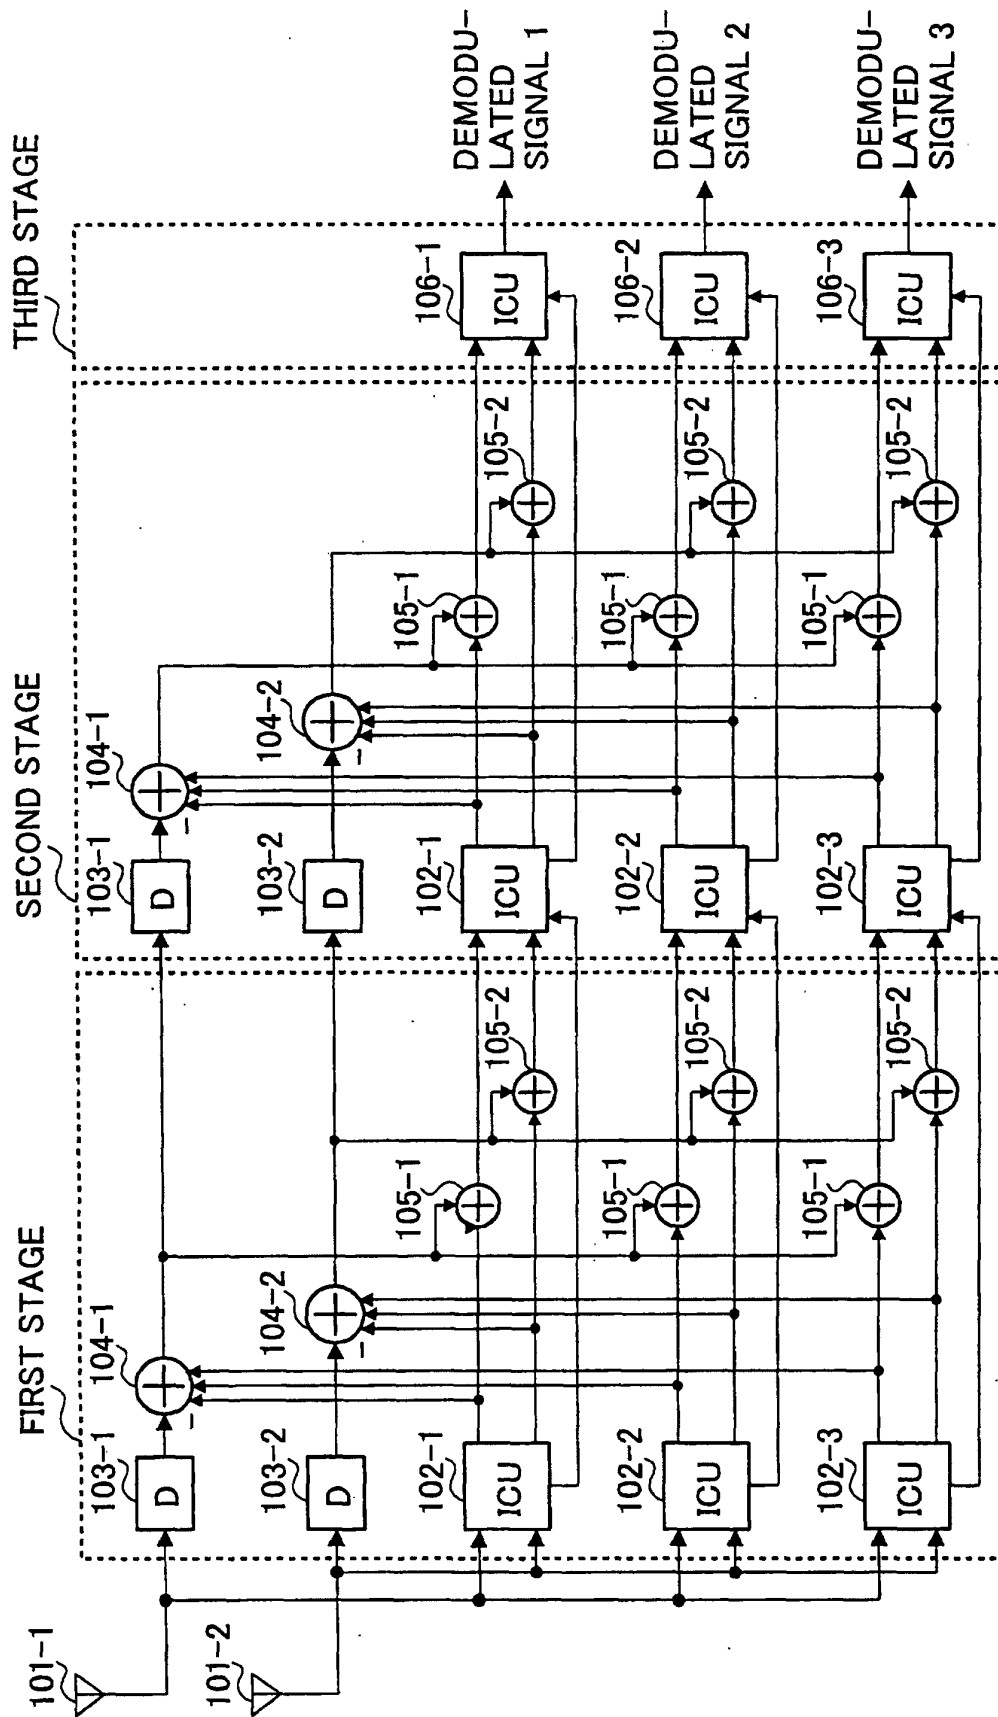 FIRST STAGE
SECOND STAGE
THIRD STAGE
101-1
103-1
D
104-1
103-1
D
104-1
101-2
103-2
D
104-2
103-2
D
104-2
102-1
ICU
105-1
105-2
102-1
ICU
105-1
105-2
106-1
ICU
DEMODU-
LATED
SIGNAL 1
102-2
ICU
105-1
105-2
102-2
ICU
105-1
105-2
106-2
ICU
DEMODU-
LATED
SIGNAL 2
102-3
ICU
105-1
105-2
102-3
ICU
105-1
105-2
106-3
ICU
DEMODU-
LATED
SIGNAL 3